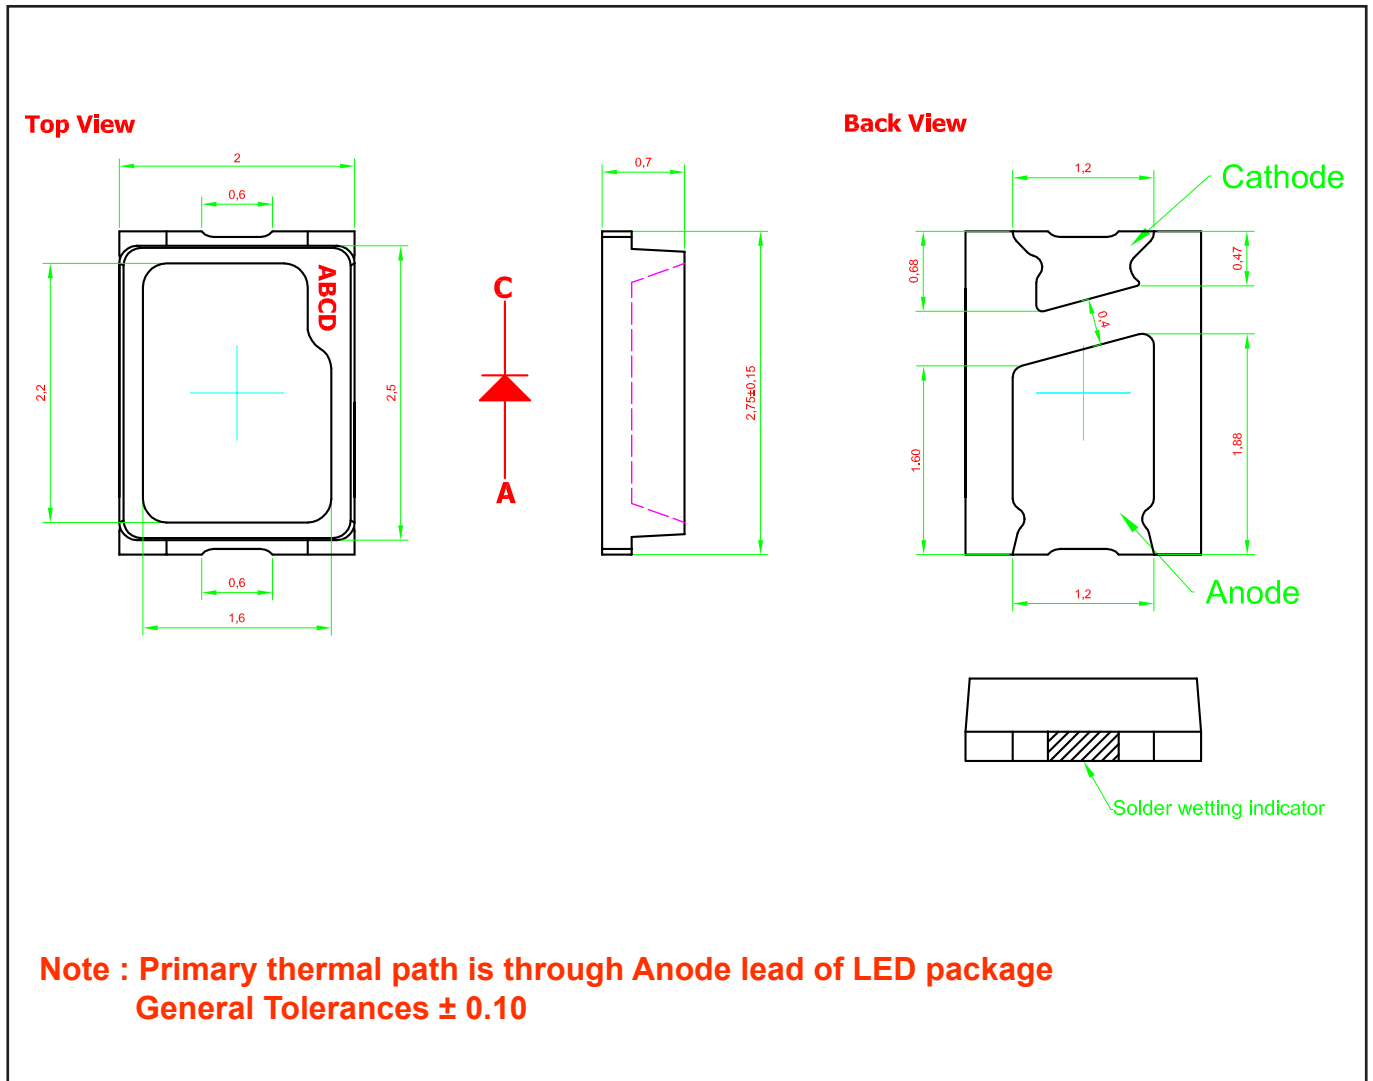 Top View
Back View
2
0,6
2,2
ABCD
2,5
0,6
1,6
C
A
0,7
2,75±0,15
1,2
Cathode
0,68
0,47
0,4
1.60
1,88
1,2
Anode
Solder wetting indicator
Note : Primary thermal path is through Anode lead of LED package
General Tolerances ± 0.10